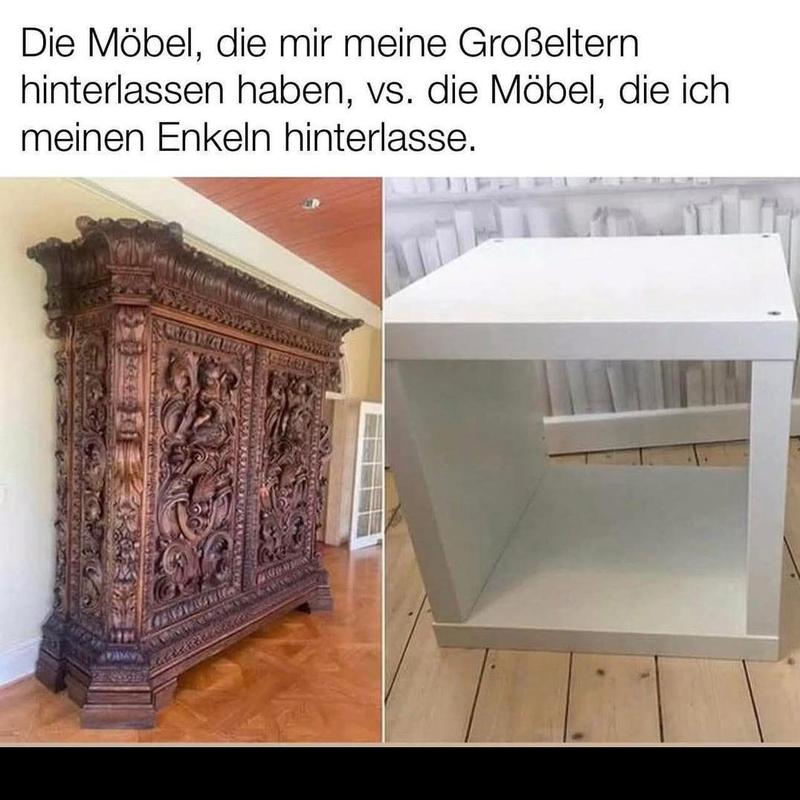 Die Möbel, die mir meine Großeltern
hinterlassen haben, vs. die Möbel, die ich
meinen Enkeln hinterlasse.